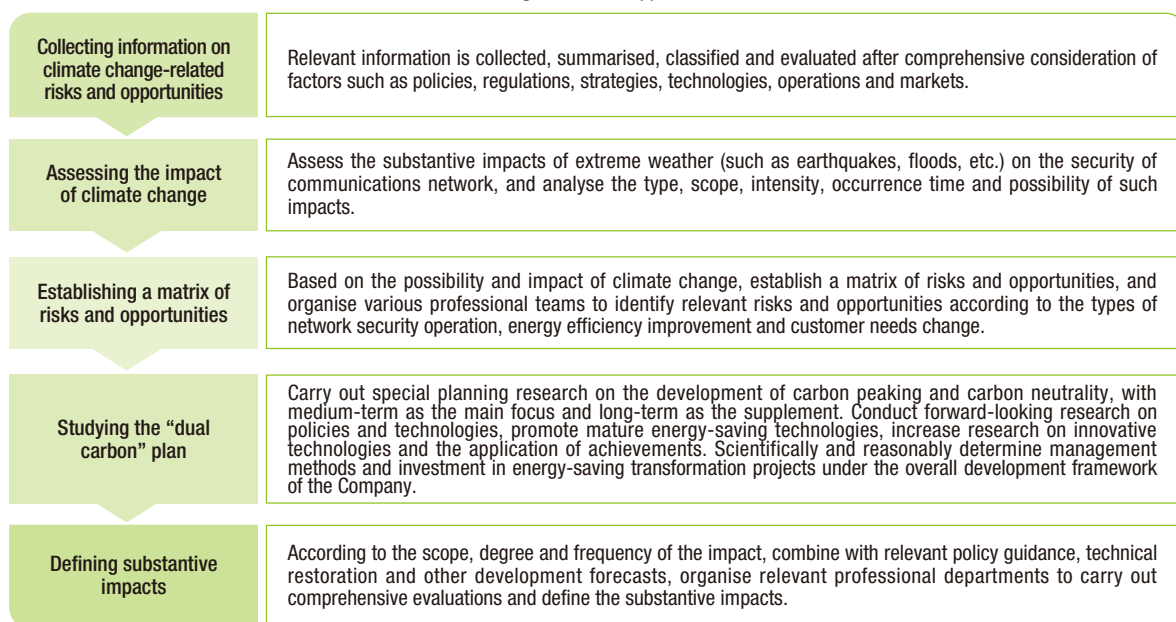 Collecting information on
climate change-related
risks and opportunities
Relevant information is collected, summarised, classified and evaluated after comprehensive consideration of
factors such as policies, regulations, strategies, technologies, operations and markets.
Assessing the impact
of climate change
Assess the substantive impacts of extreme weather (such as earthquakes, floods, etc.) on the security of
communications network, and analyse the type, scope, intensity, occurrence time and possibility of such
impacts.
Establishing a matrix of
risks and opportunities
Based on the possibility and impact of climate change, establish a matrix of risks and opportunities, and
organise various professional teams to identify relevant risks and opportunities according to the types of
network security operation, energy efficiency improvement and customer needs change.
Studying the “dual
carbon” plan
Carry out special planning research on the development of carbon peaking and carbon neutrality, with
medium-term as the main focus and long-term as the supplement. Conduct forward-looking research on
policies and technologies, promote mature energy-saving technologies, increase research on innovative
technologies and the application of achievements. Scientifically and reasonably determine management
methods and investment in energy-saving transformation projects under the overall development framework
of the Company.
Defining substantive
impacts
According to the scope, degree and frequency of the impact, combine with relevant policy guidance, technical
restoration and other development forecasts, organise relevant professional departments to carry out
comprehensive evaluations and define the substantive impacts.